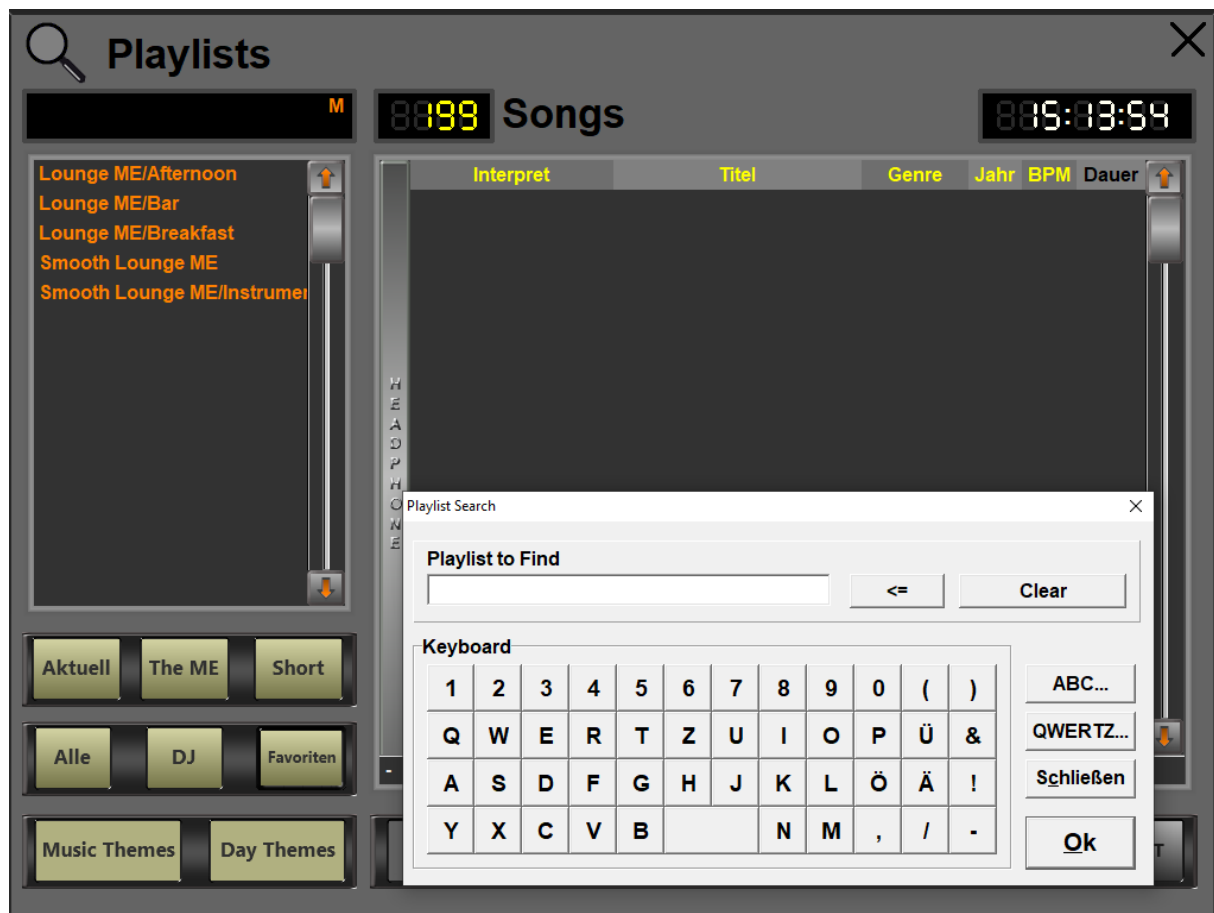 Playlists
M
199
Songs
15:13:54
Lounge ME/Afternoon
Lounge ME/Bar
Lounge ME/Breakfast
Smooth Lounge ME
Smooth Lounge ME/Instrumen
HEADPHONE
Interpret Titel Genre Jahr BPM Dauer
Playlist Search
Playlist to Find
<= Clear
Keyboard
1 2 3 4 5 6 7 8 9 0 ( )
Q W E R T Z U I O P Ü &
A S D F G H J K L Ö Ä !
Y X C V B N M , / -
ABC...
QWERTZ...
Schließen
Ok
-
T
Aktuell The ME Short
Alle DJ Favoriten
Music Themes Day Themes